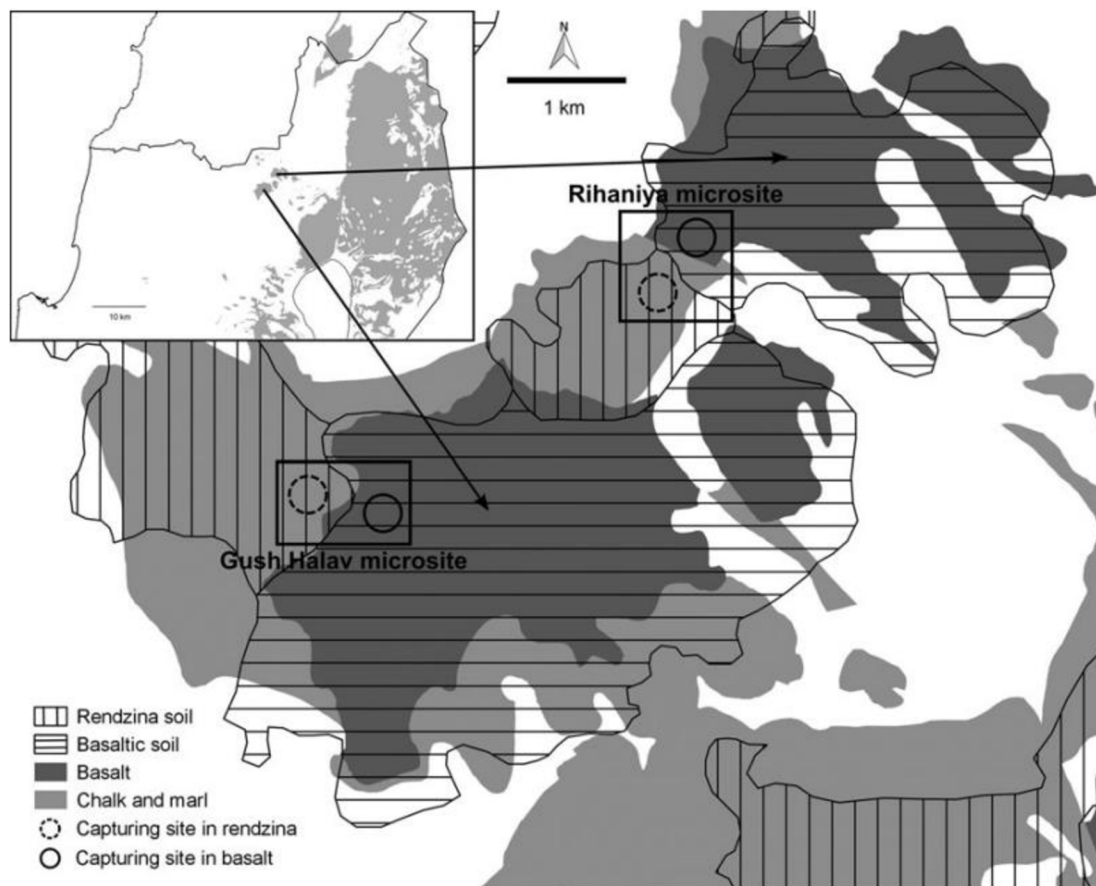 N
1 km
10 km
Rihaniya microsite
Gush Halav microsite
Rendzina soil
Basaltic soil
Basalt
Chalk and marl
Capturing site in rendzina
Capturing site in basalt